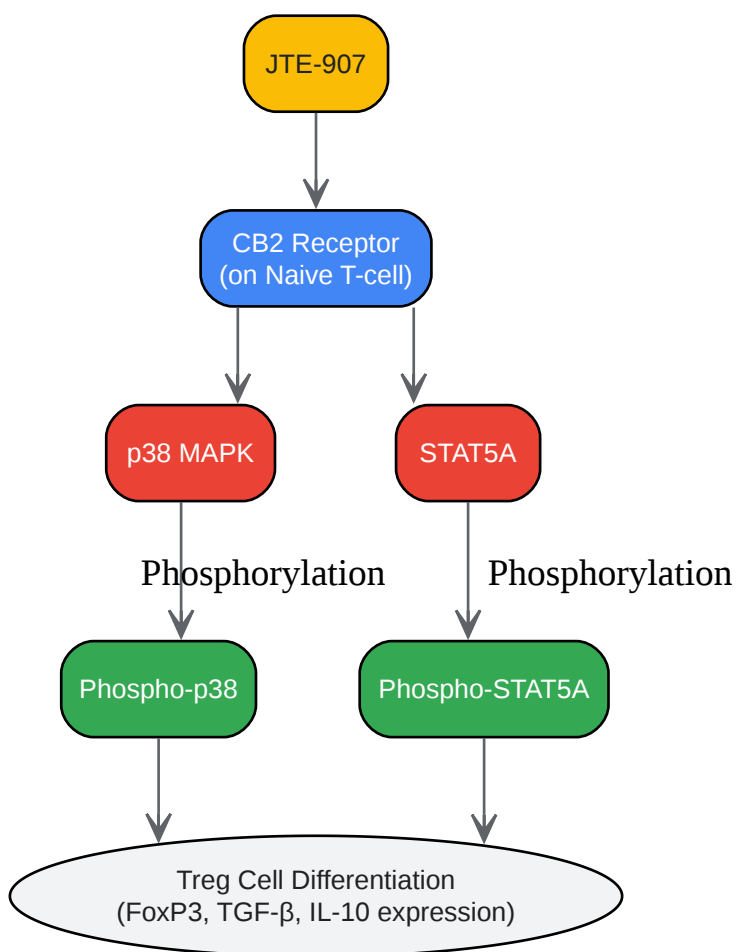 JTE-907
CB2 Receptor
(on Naive T-cell)
p38 MAPK
STAT5A
Phosphorylation
Phosphorylation
Phospho-p38
Phospho-STAT5A
Treg Cell Differentiation
(FoxP3, TGF-β, IL-10 expression)